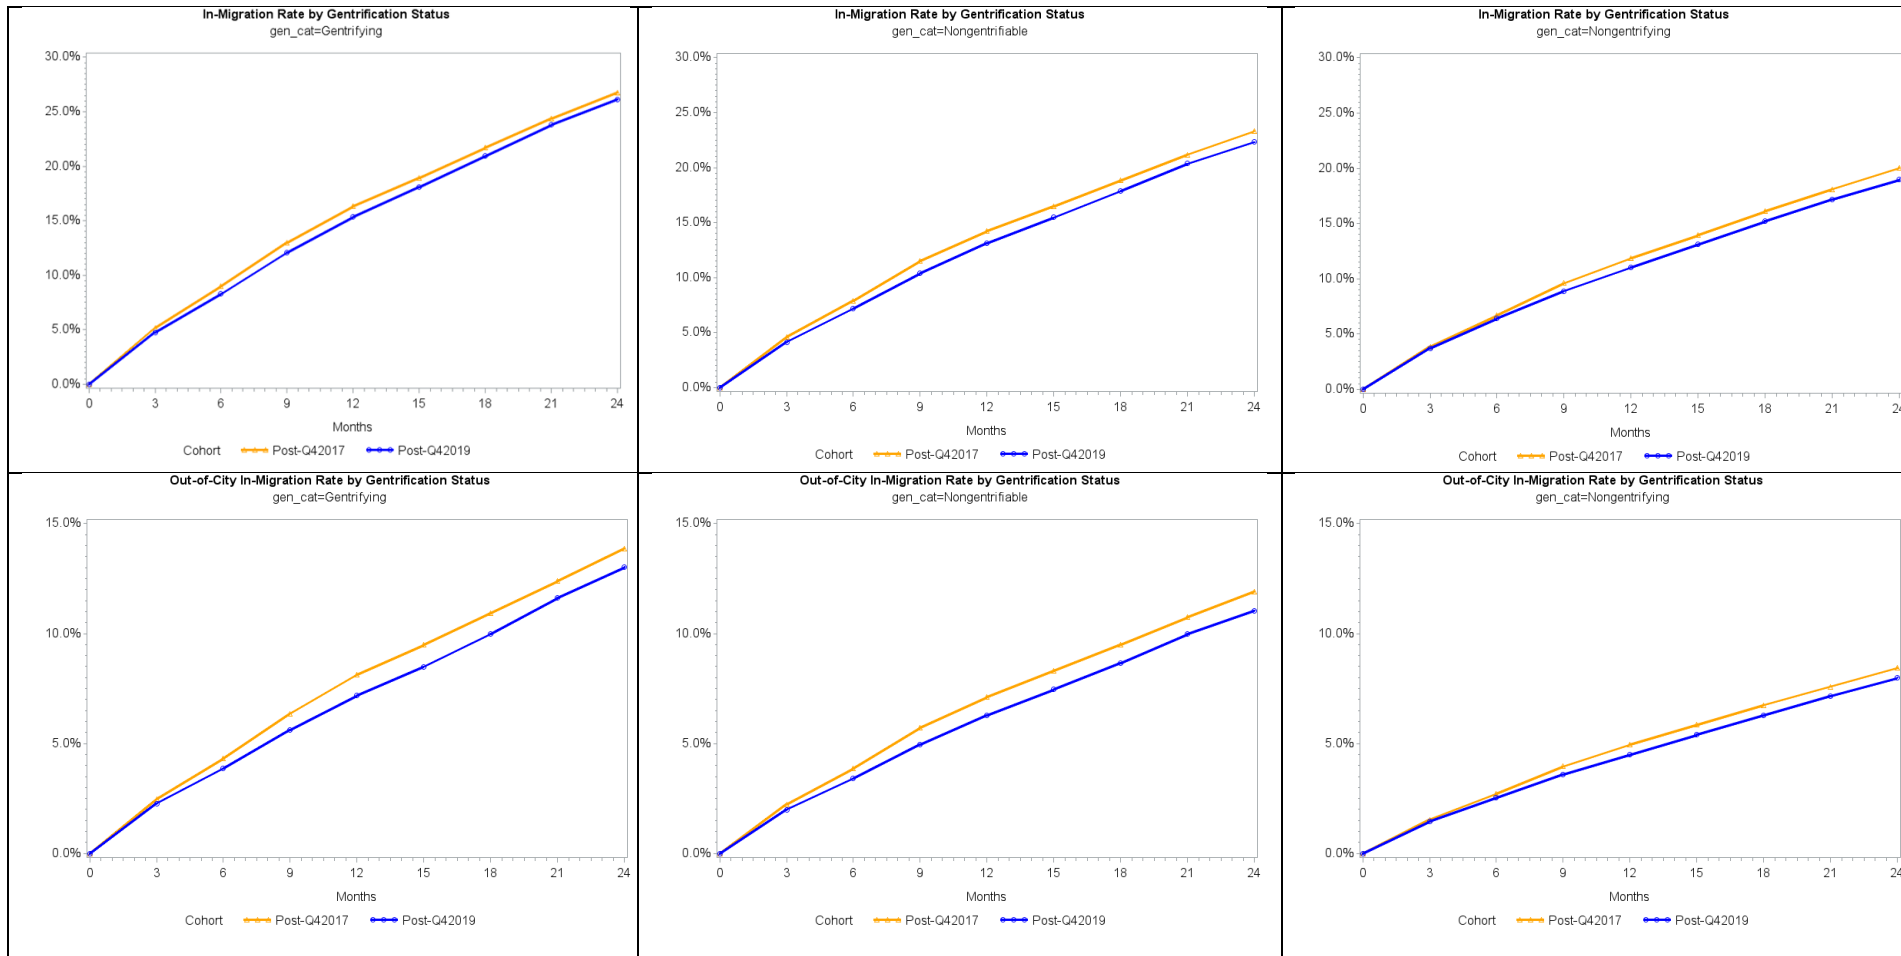 In-Migration Rate by Gentrification Status
gen_cat=Gentrifying
30.0%
25.0%
20.0%
15.0%
10.0%
5.0%
0.0%
0 3 6 9 12 15 18 21 24
Months
Cohort Post-Q42017 Post-Q42019
In-Migration Rate by Gentrification Status
gen_cat=Nongentrifiable
30.0%
25.0%
20.0%
15.0%
10.0%
5.0%
0.0%
0 3 6 9 12 15 18 21 24
Months
Cohort Post-Q42017 Post-Q42019
In-Migration Rate by Gentrification Status
gen_cat=Nongentrifying
30.0%
25.0%
20.0%
15.0%
10.0%
5.0%
0.0%
0 3 6 9 12 15 18 21 24
Months
Cohort Post-Q42017 Post-Q42019
Out-of-City In-Migration Rate by Gentrification Status
gen_cat=Gentrifying
15.0%
10.0%
5.0%
0.0%
0 3 6 9 12 15 18 21 24
Months
Cohort Post-Q42017 Post-Q42019
Out-of-City In-Migration Rate by Gentrification Status
gen_cat=Nongentrifiable
15.0%
10.0%
5.0%
0.0%
0 3 6 9 12 15 18 21 24
Months
Cohort Post-Q42017 Post-Q42019
Out-of-City In-Migration Rate by Gentrification Status
gen_cat=Nongentrifying
15.0%
10.0%
5.0%
0.0%
0 3 6 9 12 15 18 21 24
Months
Cohort Post-Q42017 Post-Q42019